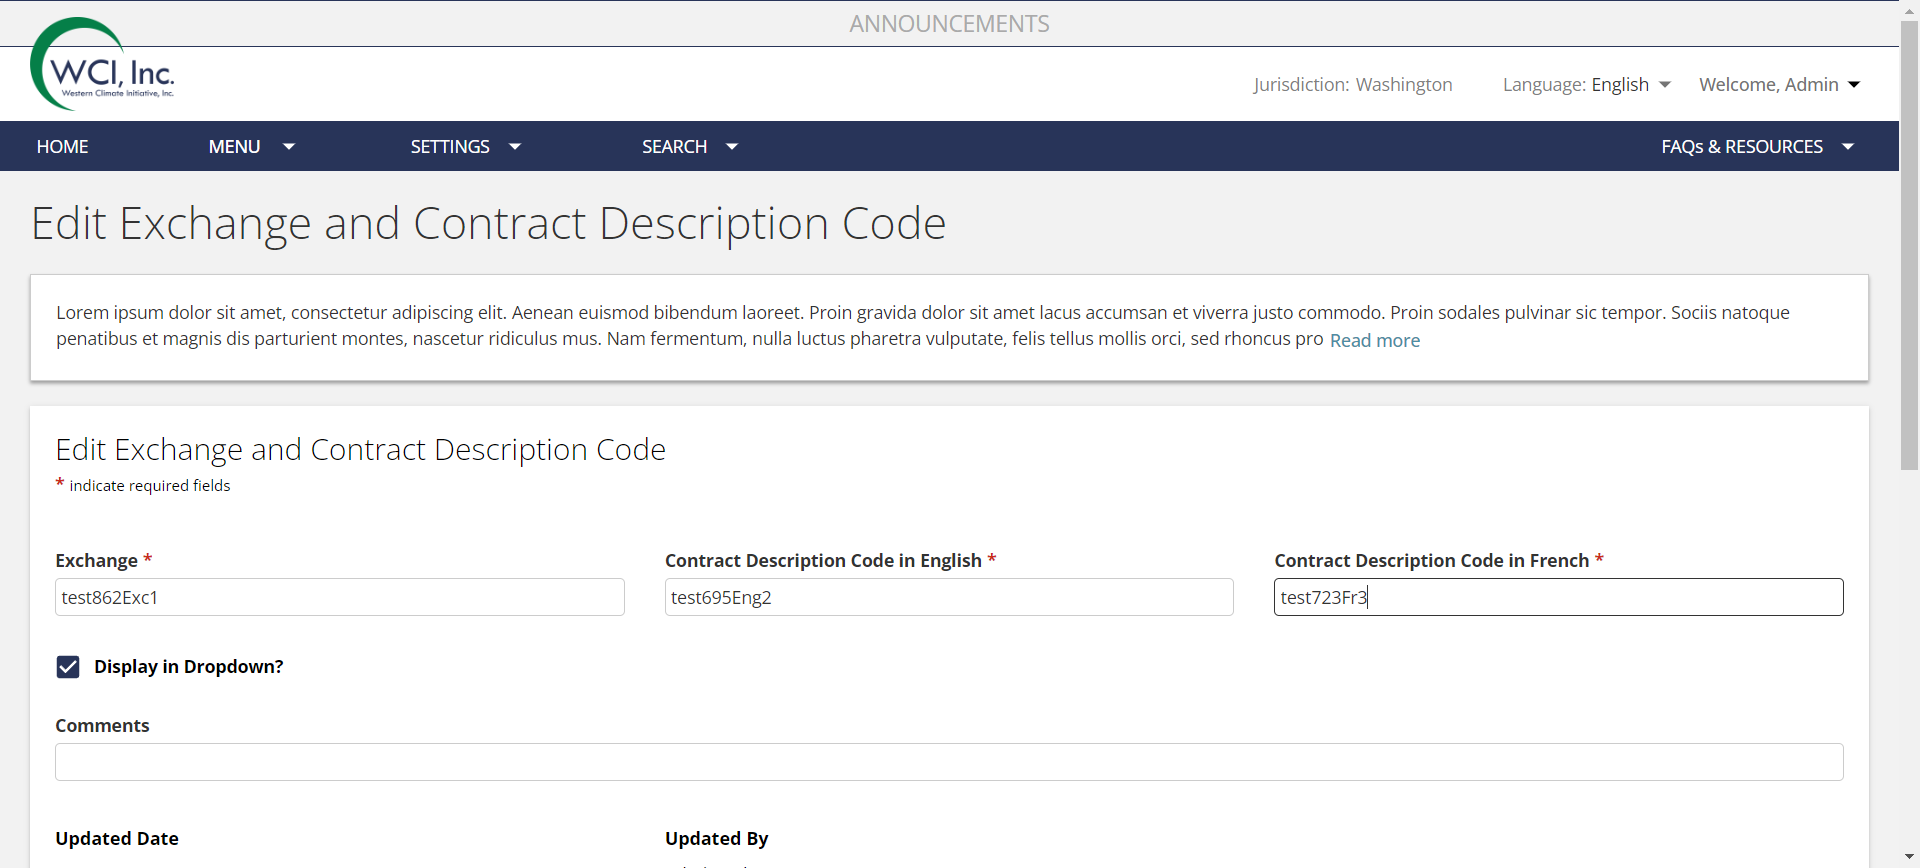 ANNOUNCEMENTS
WCI, Inc.
Western Climate Initiative, Inc.
Jurisdiction: Washington
Language: English
Welcome, Admin
HOME
MENU
SETTINGS
SEARCH
FAQs & RESOURCES
Edit Exchange and Contract Description Code
Lorem ipsum dolor sit amet, consectetur adipiscing elit. Aenean euismod bibendum laoreet. Proin gravida dolor sit amet lacus accumsan et viverra justo commodo. Proin sodales pulvinar sic tempor. Sociis natoque
penatibus et magnis dis parturient montes, nascetur ridiculus mus. Nam fermentum, nulla luctus pharetra vulputate, felis tellus mollis orci, sed rhoncus pro Read more
Edit Exchange and Contract Description Code
* indicate required fields
Exchange *
test862Exc1
Contract Description Code in English *
test695Eng2
Contract Description Code in French *
test723Fr3
Display in Dropdown?
Comments
Updated Date
Updated By